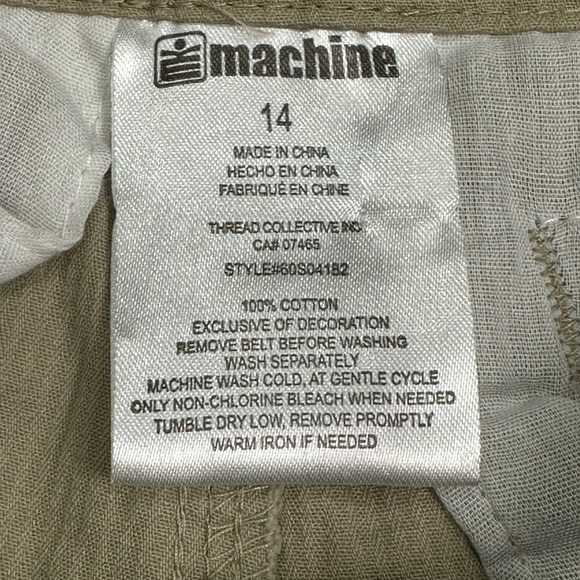 mk machine
14
MADE IN CHINA
HECHO EN CHINA
FABRIQUÉ EN CHINE
THREAD COLLECTIVE INC
CA# 07465
STYLE#60S04182
100% COTTON
EXCLUSIVE OF DECORATION
REMOVE BELT BEFORE WASHING
WASH SEPARATELY
MACHINE WASH COLD, AT GENTLE CYCLE
ONLY NON-CHLORINE BLEACH WHEN NEEDED
TUMBLE DRY LOW, REMOVE PROMPTLY
WARM IRON IF NEEDED